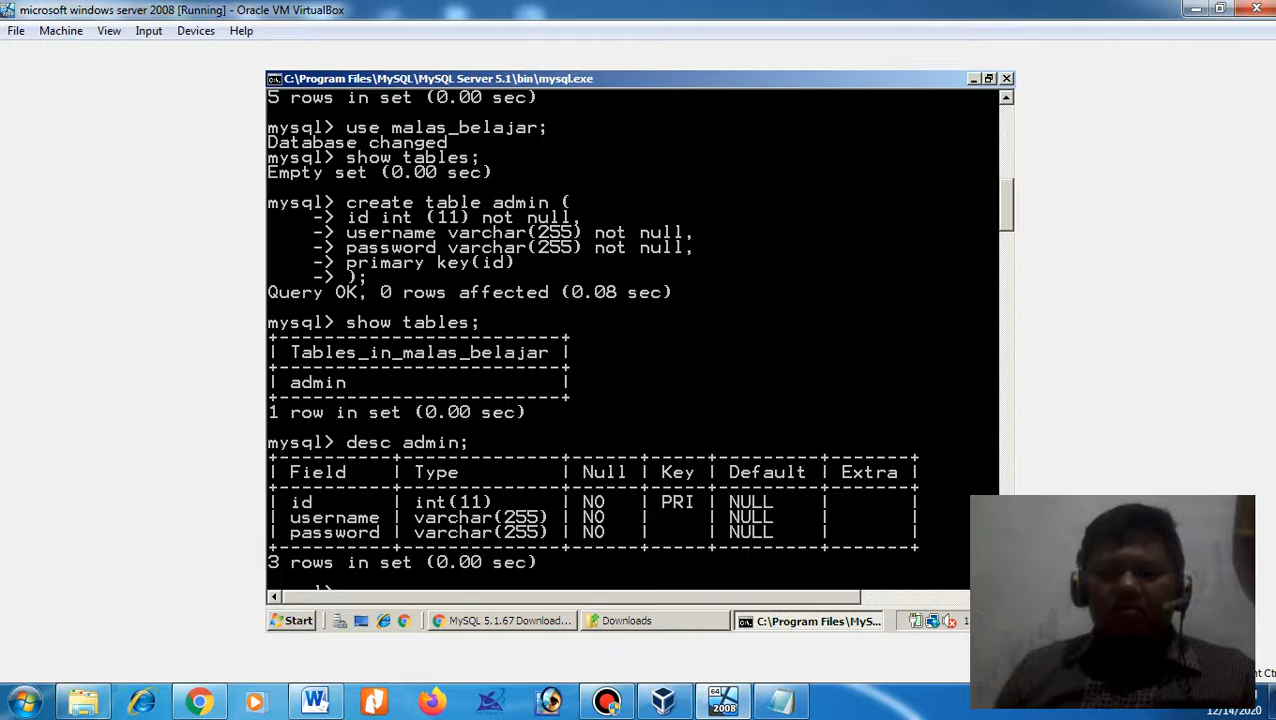 microsoft windows server 2008 [Running] - Oracle VM VirtualBox
File Machine View Input Devices Help
C:\Program Files\MySQL\MySQL Server 5.1\bin\mysql.exe
5 rows in set (0.00 sec)
mysql> use malas_belajar;
Database changed
mysql> show tables;
Empty set (0.00 sec)
mysql> create table admin (
-> id int (11) not null,
-> username varchar(255) not null,
-> password varchar(255) not null,
-> primary key(id)
-> );
Query OK, 0 rows affected (0.08 sec)
mysql> show tables;
+-------------------------+
| Tables_in_malas_belajar |
+-------------------------+
| admin                   |
+-------------------------+
1 row in set (0.00 sec)
mysql> desc admin;
+----------+--------------+------+-----+---------+-------+
| Field    | Type         | Null | Key | Default | Extra |
+----------+--------------+------+-----+---------+-------+
| id       | int(11)      | NO   | PRI | NULL    |       |
| username | varchar(255) | NO   |     | NULL    |       |
| password | varchar(255) | NO   |     | NULL    |       |
+----------+--------------+------+-----+---------+-------+
3 rows in set (0.00 sec)
Start MySQL 5.1.67 Download... Downloads C:\Program Files\MyS...
64 2008
12/14/2020